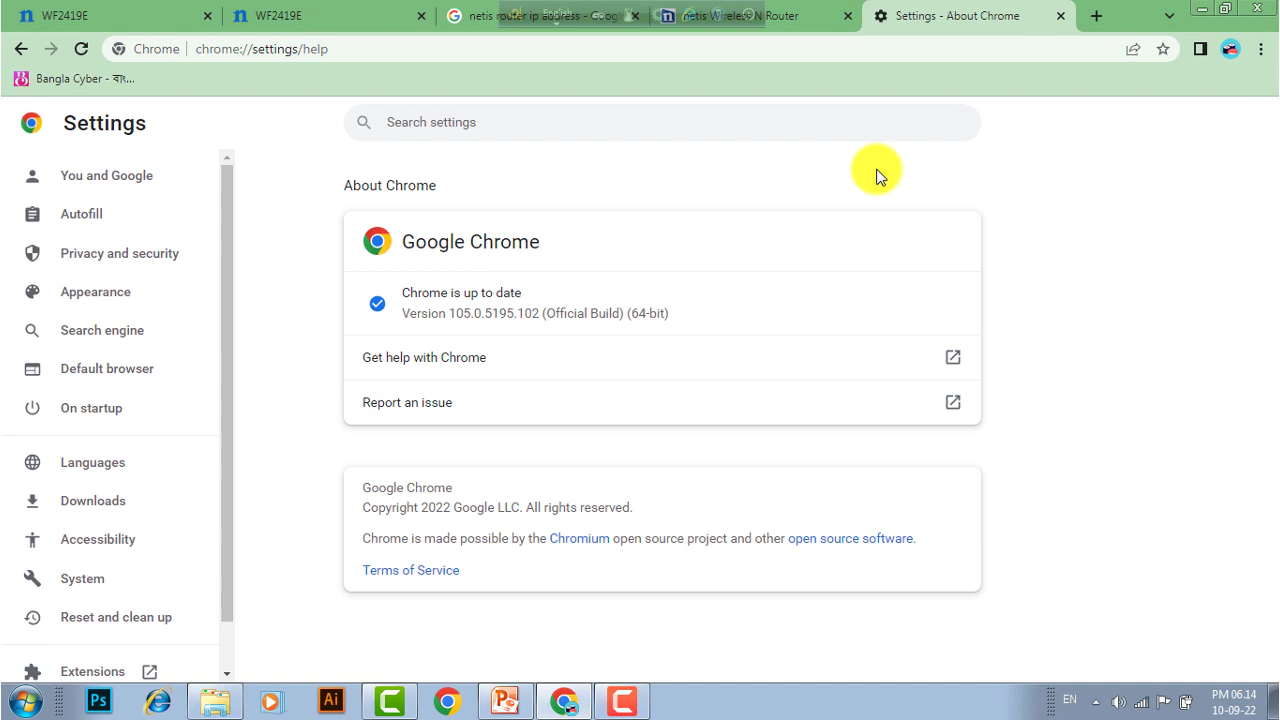 WF2419E
WF2419E
netis router ip address - Goog
netis Wireless N Router
Settings - About Chrome
English
Chrome
chrome://settings/help
Bangla Cyber - বাং...
Settings
Search settings
You and Google
Autofill
Privacy and security
Appearance
Search engine
Default browser
On startup
Languages
Downloads
Accessibility
System
Reset and clean up
Extensions
About Chrome
Google Chrome
Chrome is up to date
Version 105.0.5195.102 (Official Build) (64-bit)
Get help with Chrome
Report an issue
Google Chrome
Copyright 2022 Google LLC. All rights reserved.
Chrome is made possible by the Chromium open source project and other open source software.
Terms of Service
Ps
Ai
EN
PM 06.14
10-09-22